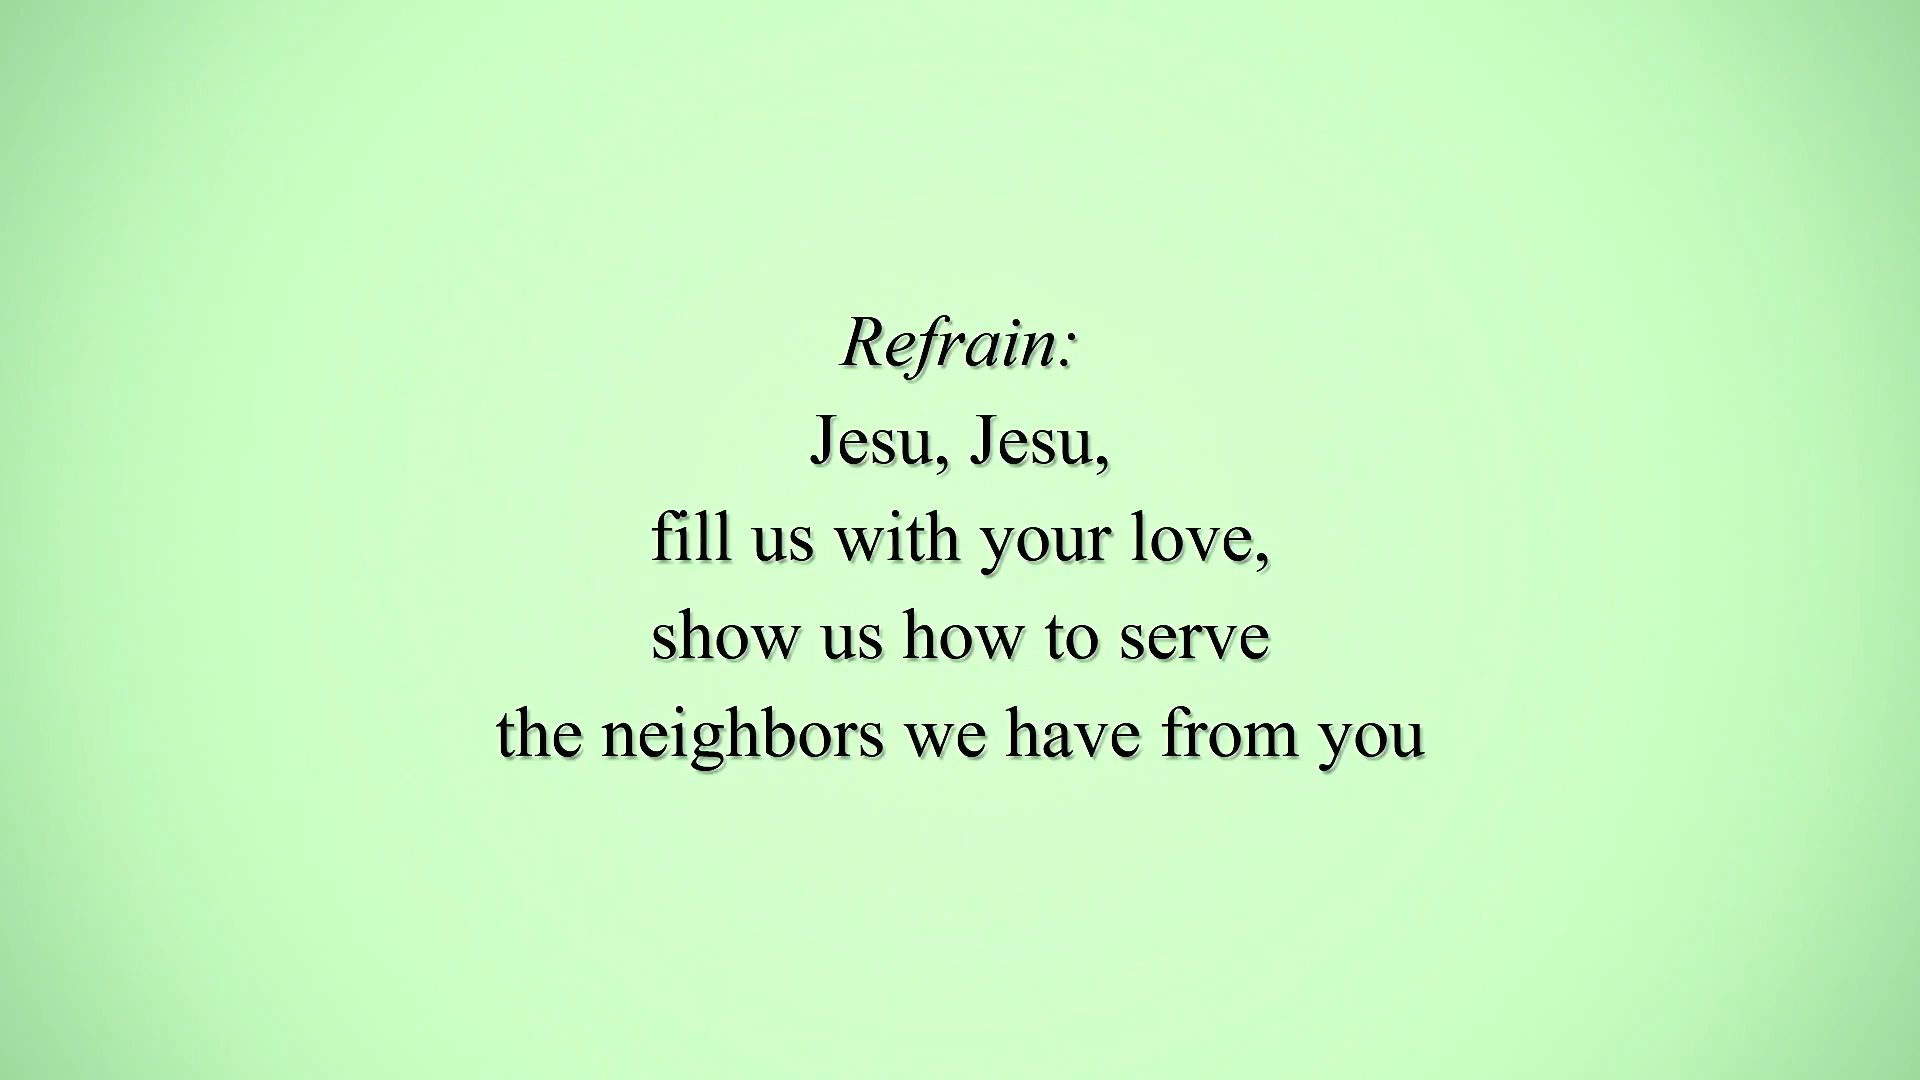 Refrain:
Jesu, Jesu,
fill us with your love,
show us how to serve
the neighbors we have from you